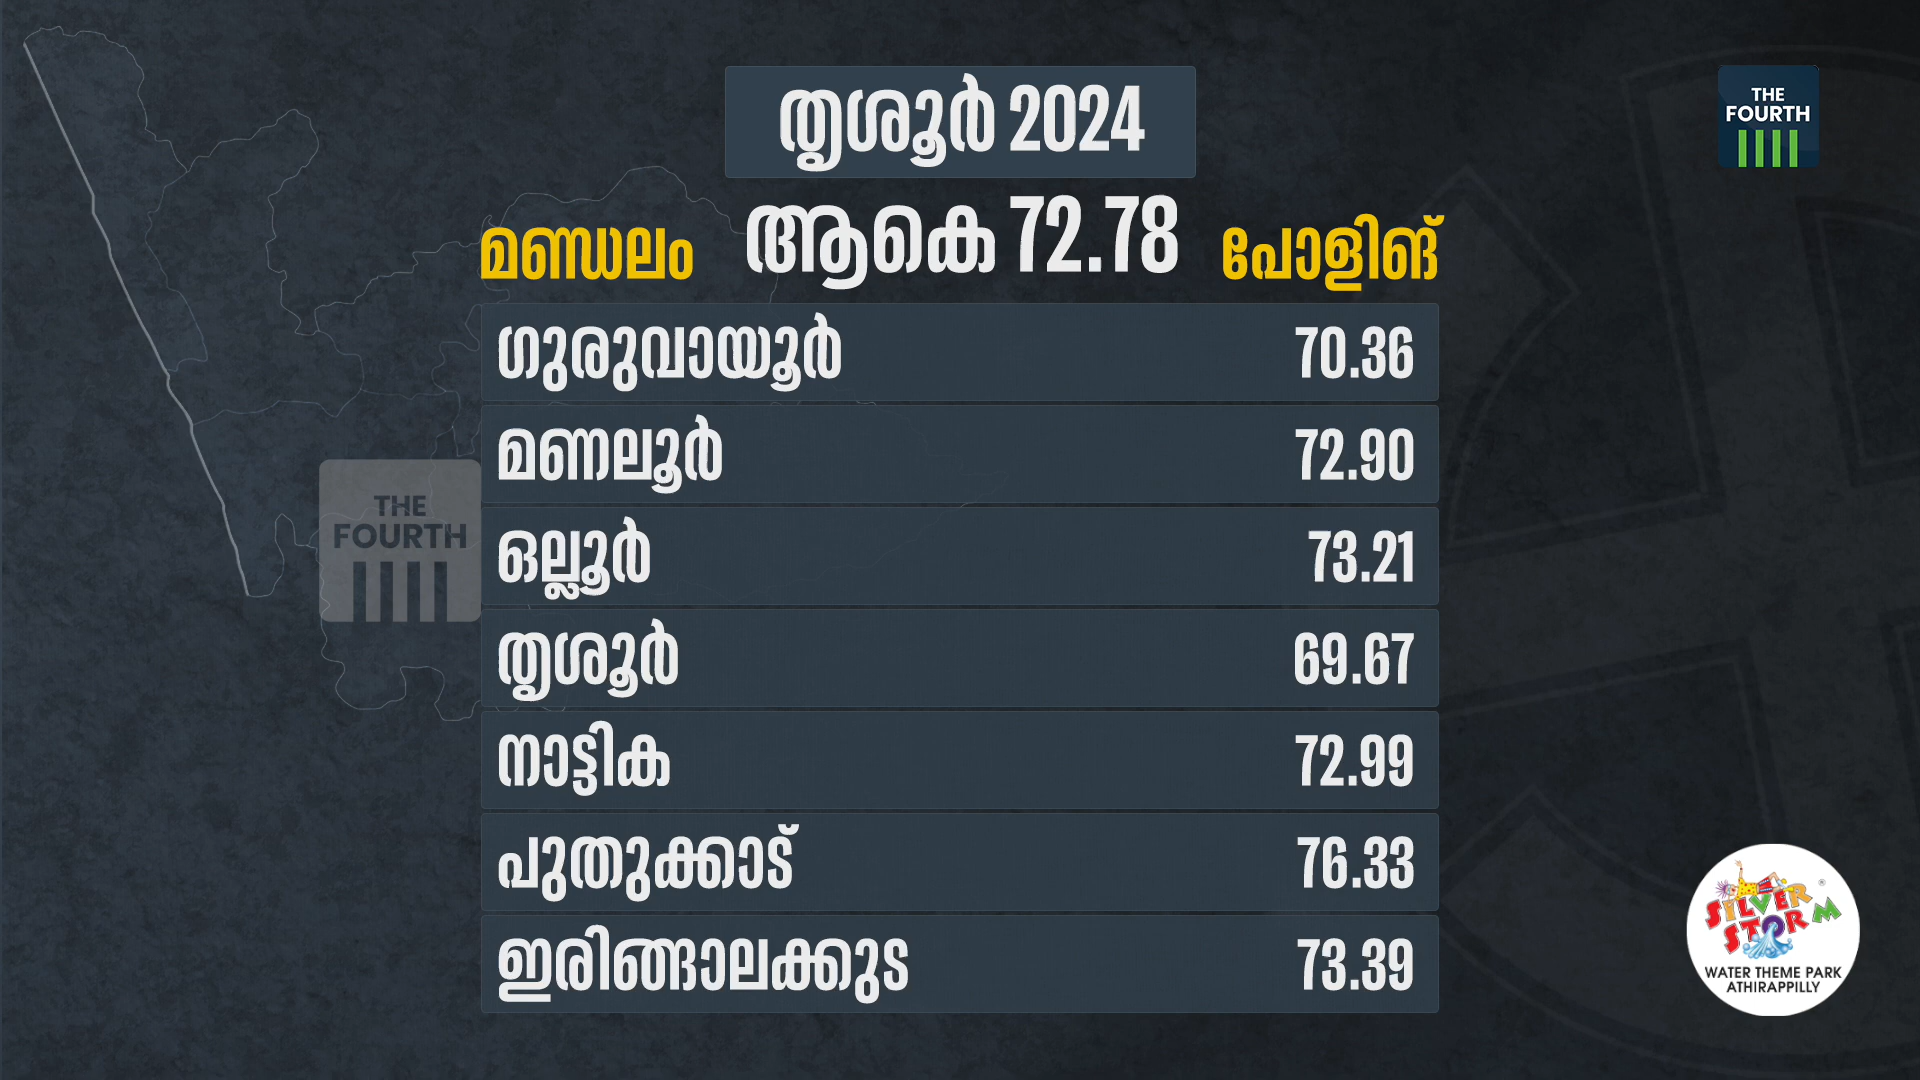 തൃശൂർ 2024
THE
FOURTH
മണ്ഡലം ആകെ 72.78 പോളിങ്
ഗുരുവായൂർ 70.36
മണലൂർ 72.90
ഒല്ലൂർ 73.21
THE
FOURTH
തൃശൂർ 69.67
നാട്ടിക 72.99
പുതുക്കാട് 76.33
ഇരിങ്ങാലക്കുട 73.39
SILVER
STORM
®
WATER THEME PARK
ATHIRAPPILLY